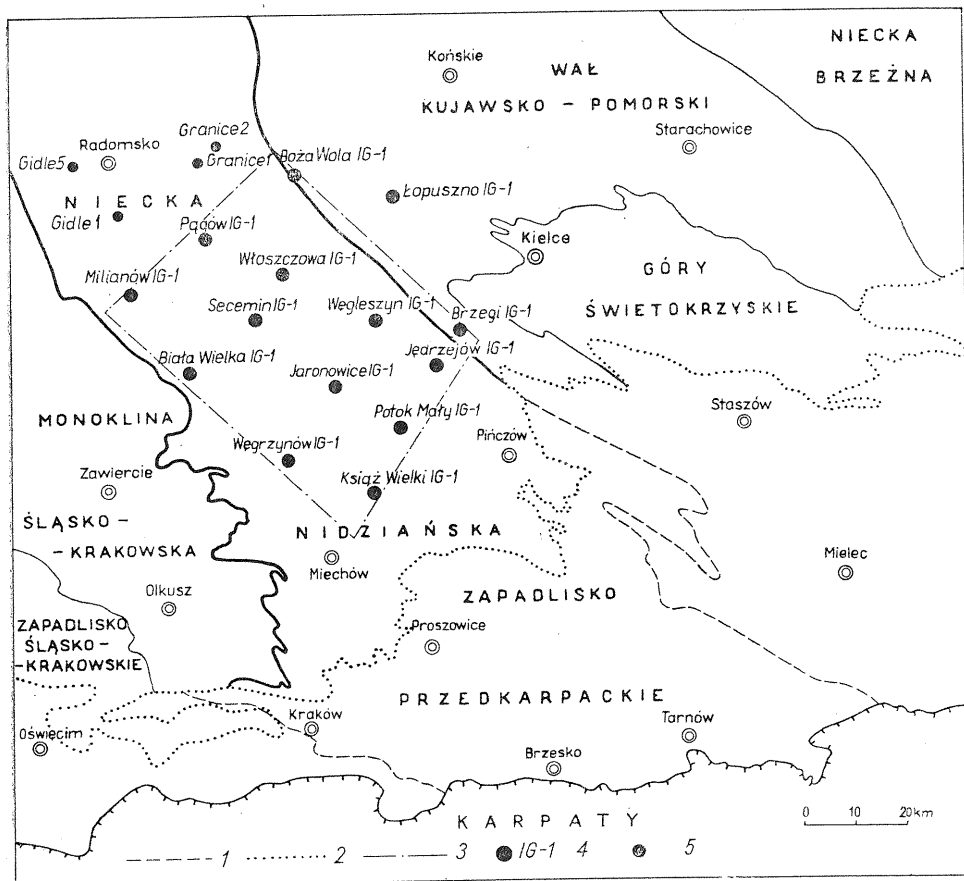 NIECKA
BRZEŻNA
Końskie
WAŁ
KUJAWSKO – POMORSKI
Starachowice
Granice2
Radomsko
Gidle5
Granice1
Boża Wola IG-1
Łopuszno IG-1
NIECKA
Gidle1
Pągów IG-1
Kielce
Włoszczowa IG-1
GÓRY
ŚWIETOKRZYSKIE
Milianów IG-1
Secemin IG-1
Węgleszyn IG-1
Brzegi IG-1
Biała Wielka IG-1
Jędrzejów IG-1
Jaronowice IG-1
Staszów
MONOKLINA
Potok Mały IG-1
Pińczów
Węgrzynów IG-1
Zawiercie
Książ Wielki IG-1
ŚLĄSKO-
-KRAKOWSKA
NIDZIAŃSKA
Miechów
Mielec
Olkusz
ZAPADLISKO
ZAPADLISKO
ŚLĄSKO-
-KRAKOWSKIE
Proszowice
PRZEDKARPACKIE
Kraków
Tarnów
Oświęcim
Brzesko
0 20km
KARPATY
1 2 3 IG-1 4 5